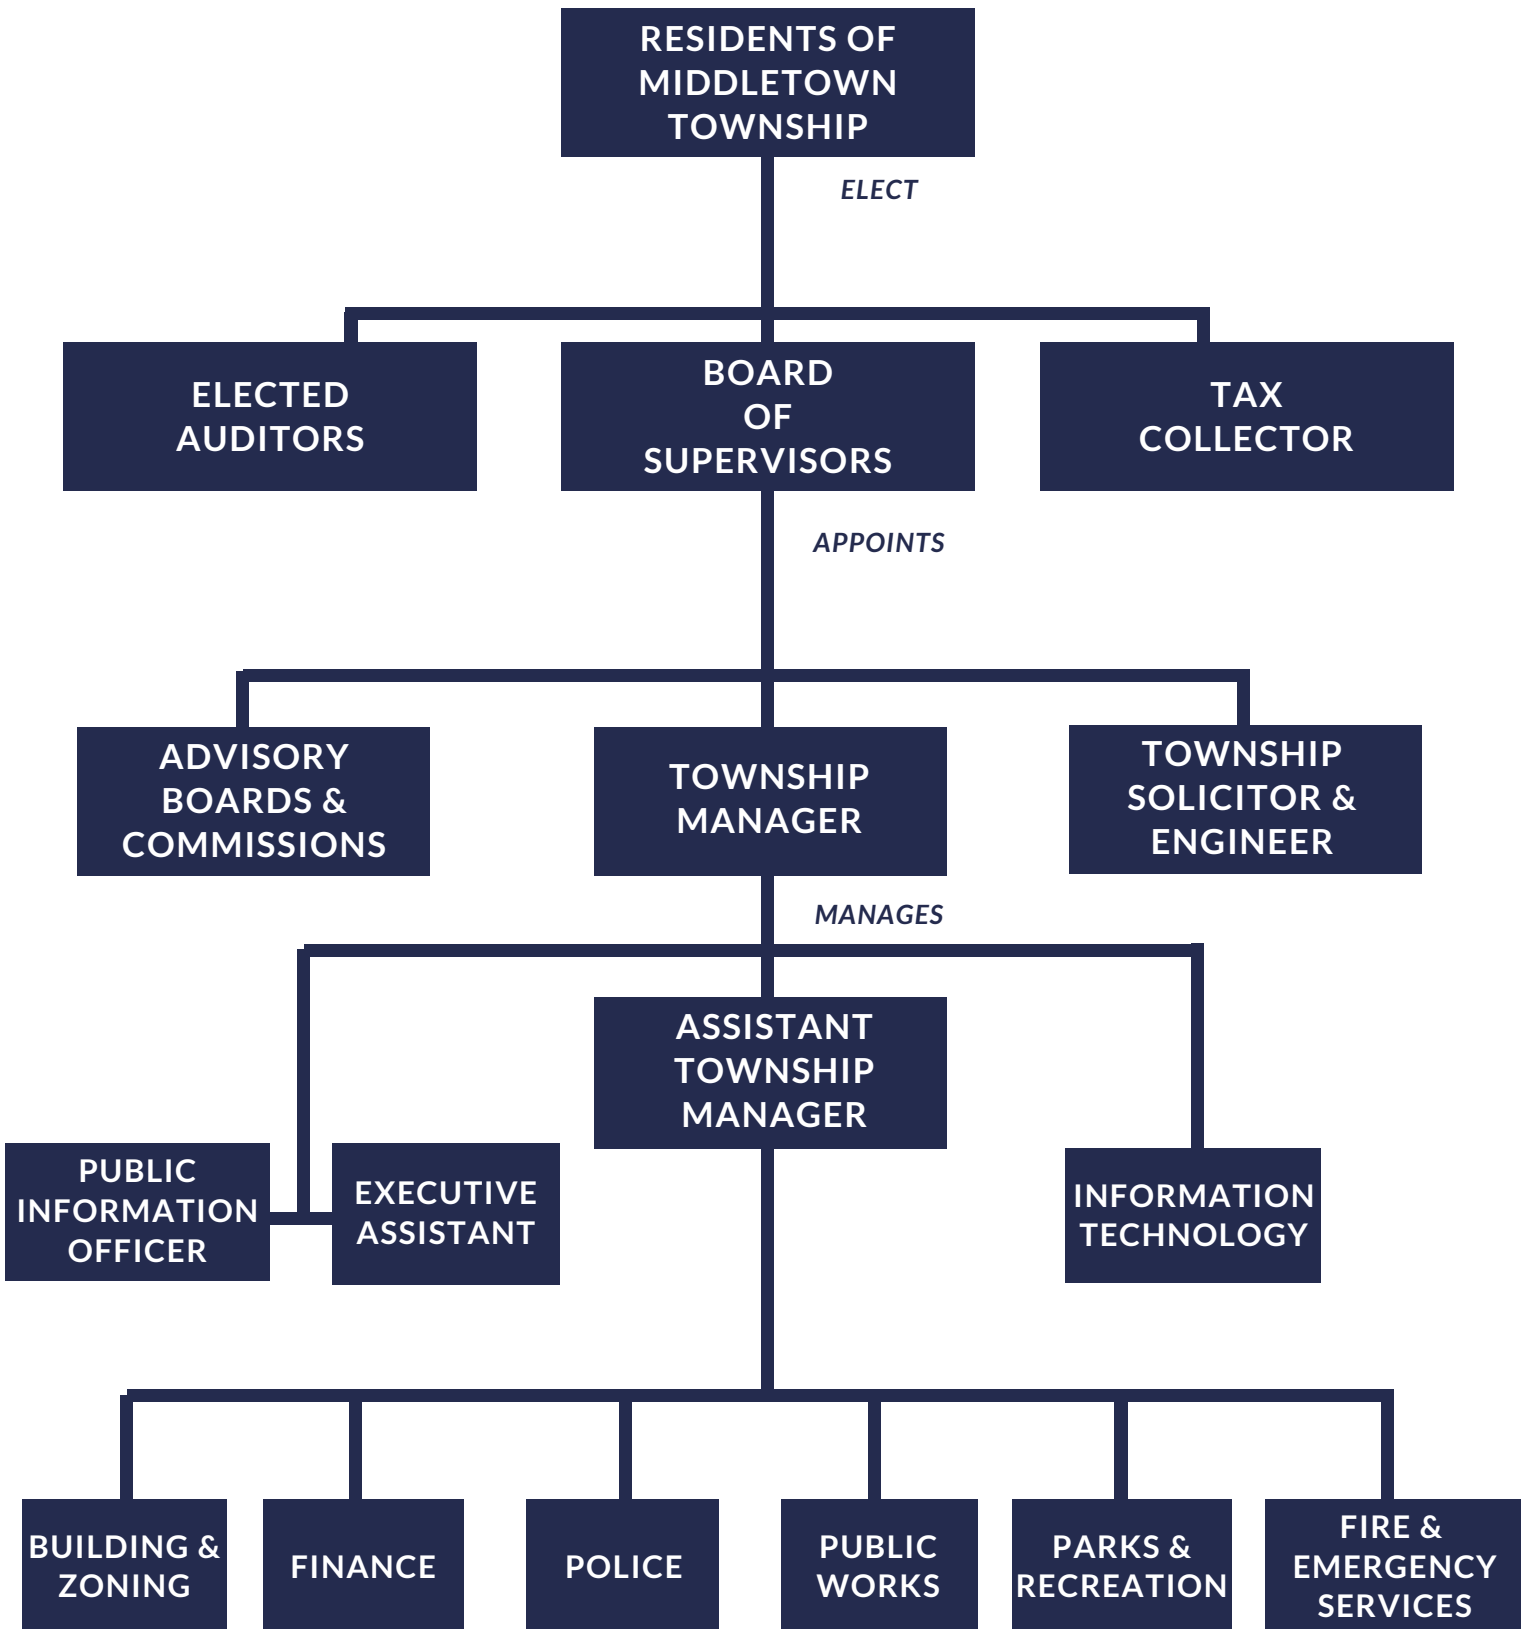 RESIDENTS OF
MIDDLETOWN
TOWNSHIP
ELECT
ELECTED
AUDITORS
BOARD
OF
SUPERVISORS
TAX
COLLECTOR
APPOINTS
ADVISORY
BOARDS &
COMMISSIONS
TOWNSHIP
MANAGER
TOWNSHIP
SOLICITOR &
ENGINEER
MANAGES
ASSISTANT
TOWNSHIP
MANAGER
PUBLIC
INFORMATION
OFFICER
EXECUTIVE
ASSISTANT
INFORMATION
TECHNOLOGY
BUILDING &
ZONING
FINANCE
POLICE
PUBLIC
WORKS
PARKS &
RECREATION
FIRE &
EMERGENCY
SERVICES